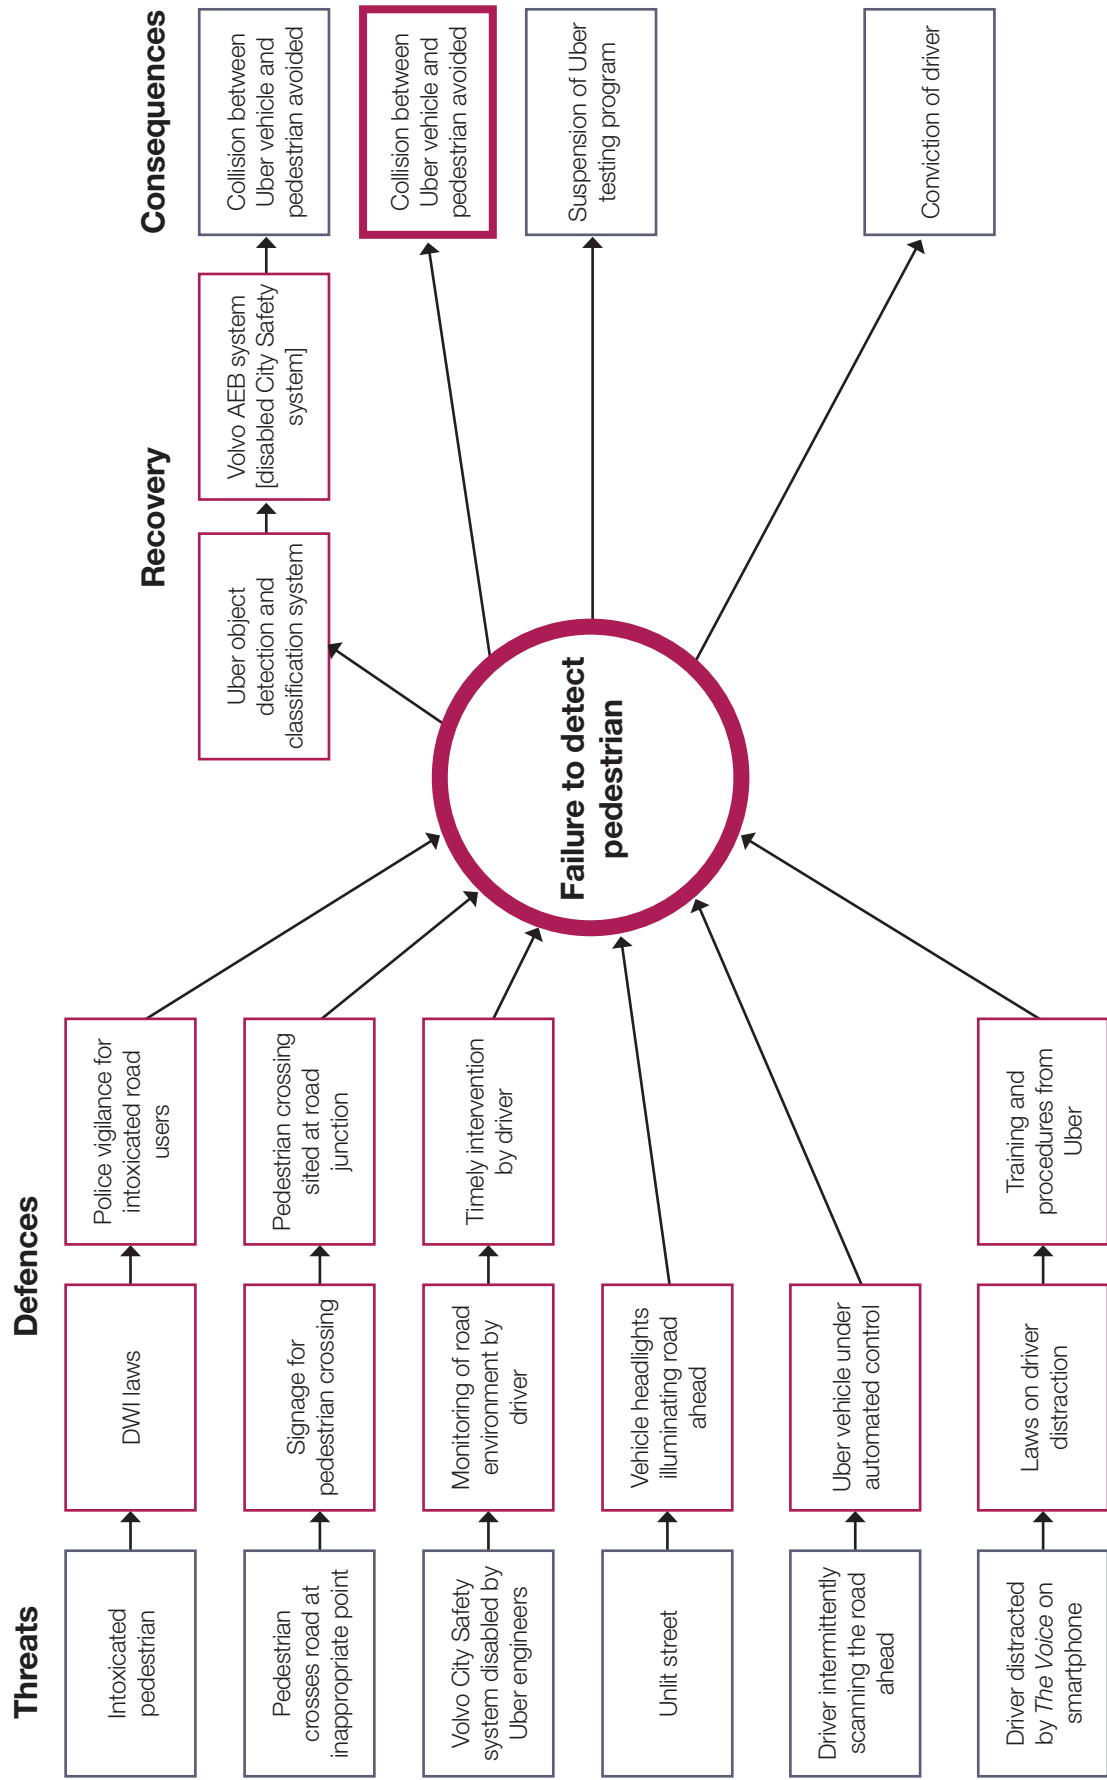 Threats
Defences
Recovery
Consequences
Intoxicated
pedestrian
DWI laws
Police vigilance for
intoxicated road
users
Pedestrian
crosses road at
inappropriate point
Signage for
pedestrian crossing
Pedestrian crossing
sited at road
junction
Volvo City Safety
system disabled by
Uber engineers
Monitoring of road
environment by
driver
Timely intervention
by driver
Unlit street
Vehicle headlights
illuminating road
ahead
Driver intermittently
scanning the road
ahead
Uber vehicle under
automated control
Driver distracted
by The Voice on
smartphone
Laws on driver
distraction
Training and
procedures from
Uber
Failure to detect
pedestrian
Uber object
detection and
classification system
Volvo AEB system
[disabled City Safety
system]
Collision between
Uber vehicle and
pedestrian avoided
Collision between
Uber vehicle and
pedestrian avoided
Suspension of Uber
testing program
Conviction of driver